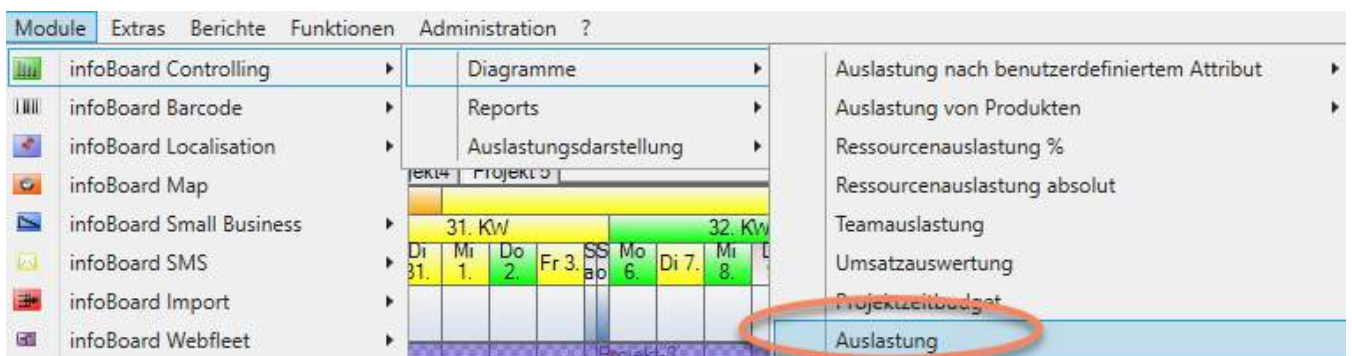 Module Extras Berichte Funktionen Administration ?
infoBoard Controlling
infoBoard Barcode
infoBoard Localisation
infoBoard Map
infoBoard Small Business
infoBoard SMS
infoBoard Import
infoBoard Webfleet
Diagramme
Reports
Auslastungsdarstellung
Auslastung nach benutzerdefiniertem Attribut
Auslastung von Produkten
Ressourcenauslastung %
Ressourcenauslastung absolut
Teamauslastung
Umsatzauswertung
Projektzeitbudget
Auslastung
Projekt 5
31. KW 32. KW
Di Mi Do Fr 3. Sa So Mo Di 7. Mi
31. 1. 2. 6. 8.